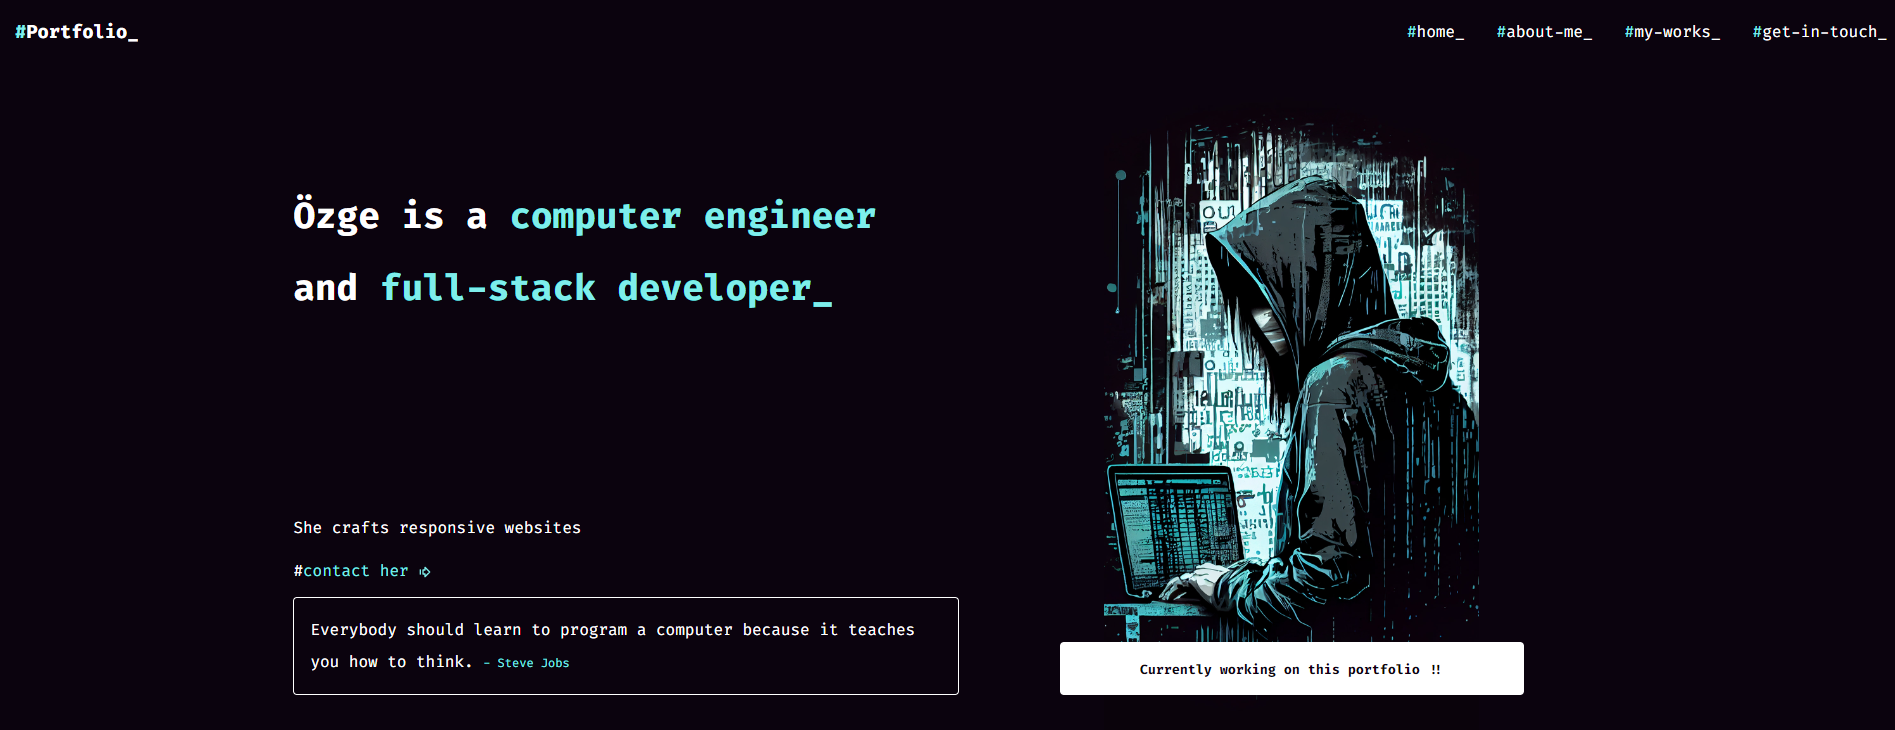 #Portfolio_
#home_ #about-me_ #my-works_ #get-in-touch_
Özge is a computer engineer
and full-stack developer_
She crafts responsive websites
#contact her ➩
Everybody should learn to program a computer because it teaches
you how to think. - Steve Jobs
Currently working on this portfolio !!